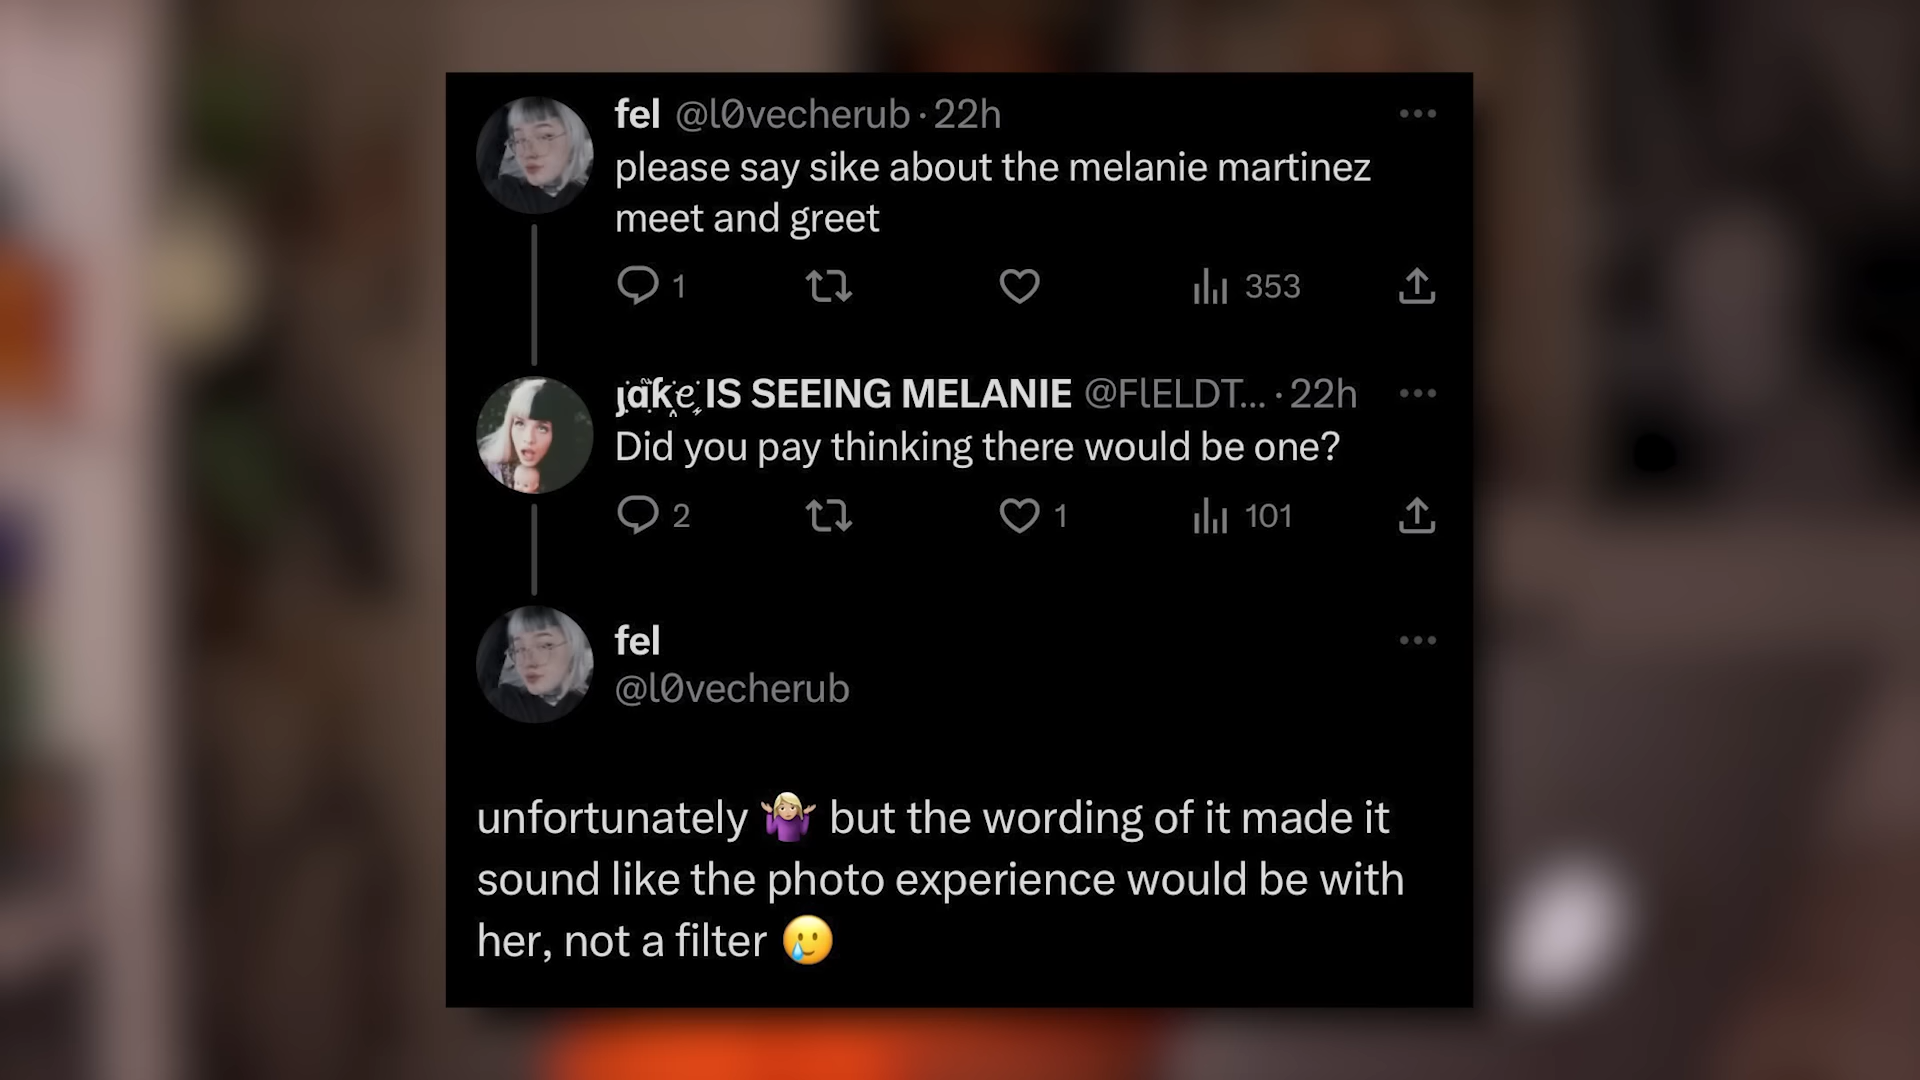 fel @l0vecherub · 22h
please say sike about the melanie martinez
meet and greet
1 353
jake IS SEEING MELANIE @FlELDT... · 22h
Did you pay thinking there would be one?
2 1 101
fel
@l0vecherub
unfortunately 🤷🏼‍♀️ but the wording of it made it
sound like the photo experience would be with
her, not a filter 🥲